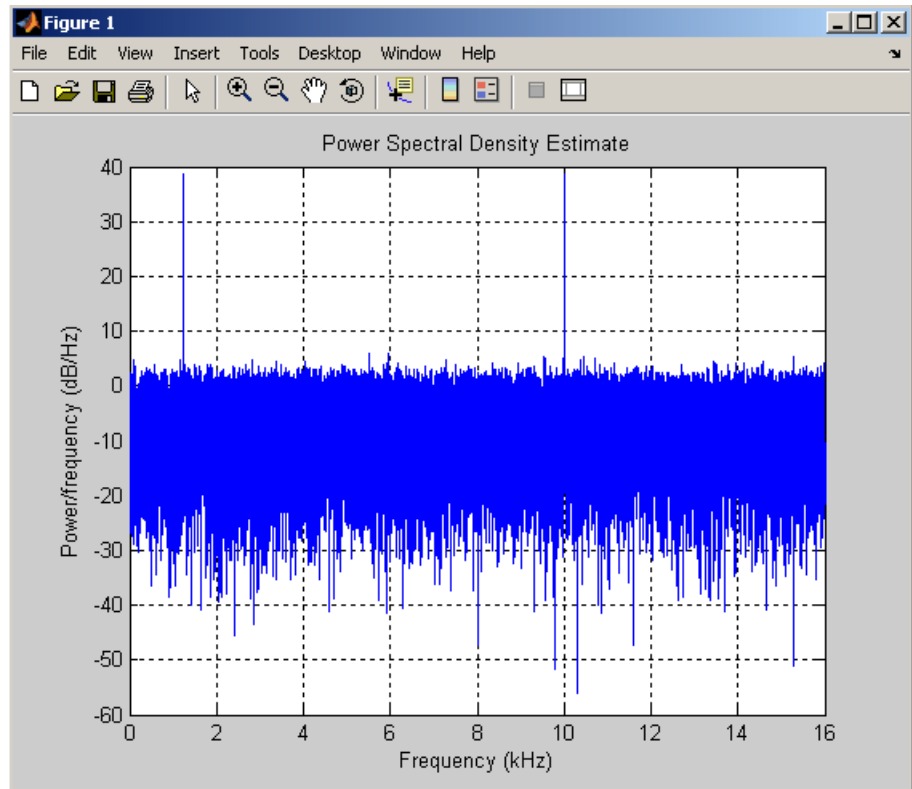 Figure 1
File Edit View Insert Tools Desktop Window Help
Power Spectral Density Estimate
40
30
20
10
0
-10
-20
-30
-40
-50
-60
Power/frequency (dB/Hz)
0 2 4 6 8 10 12 14 16
Frequency (kHz)